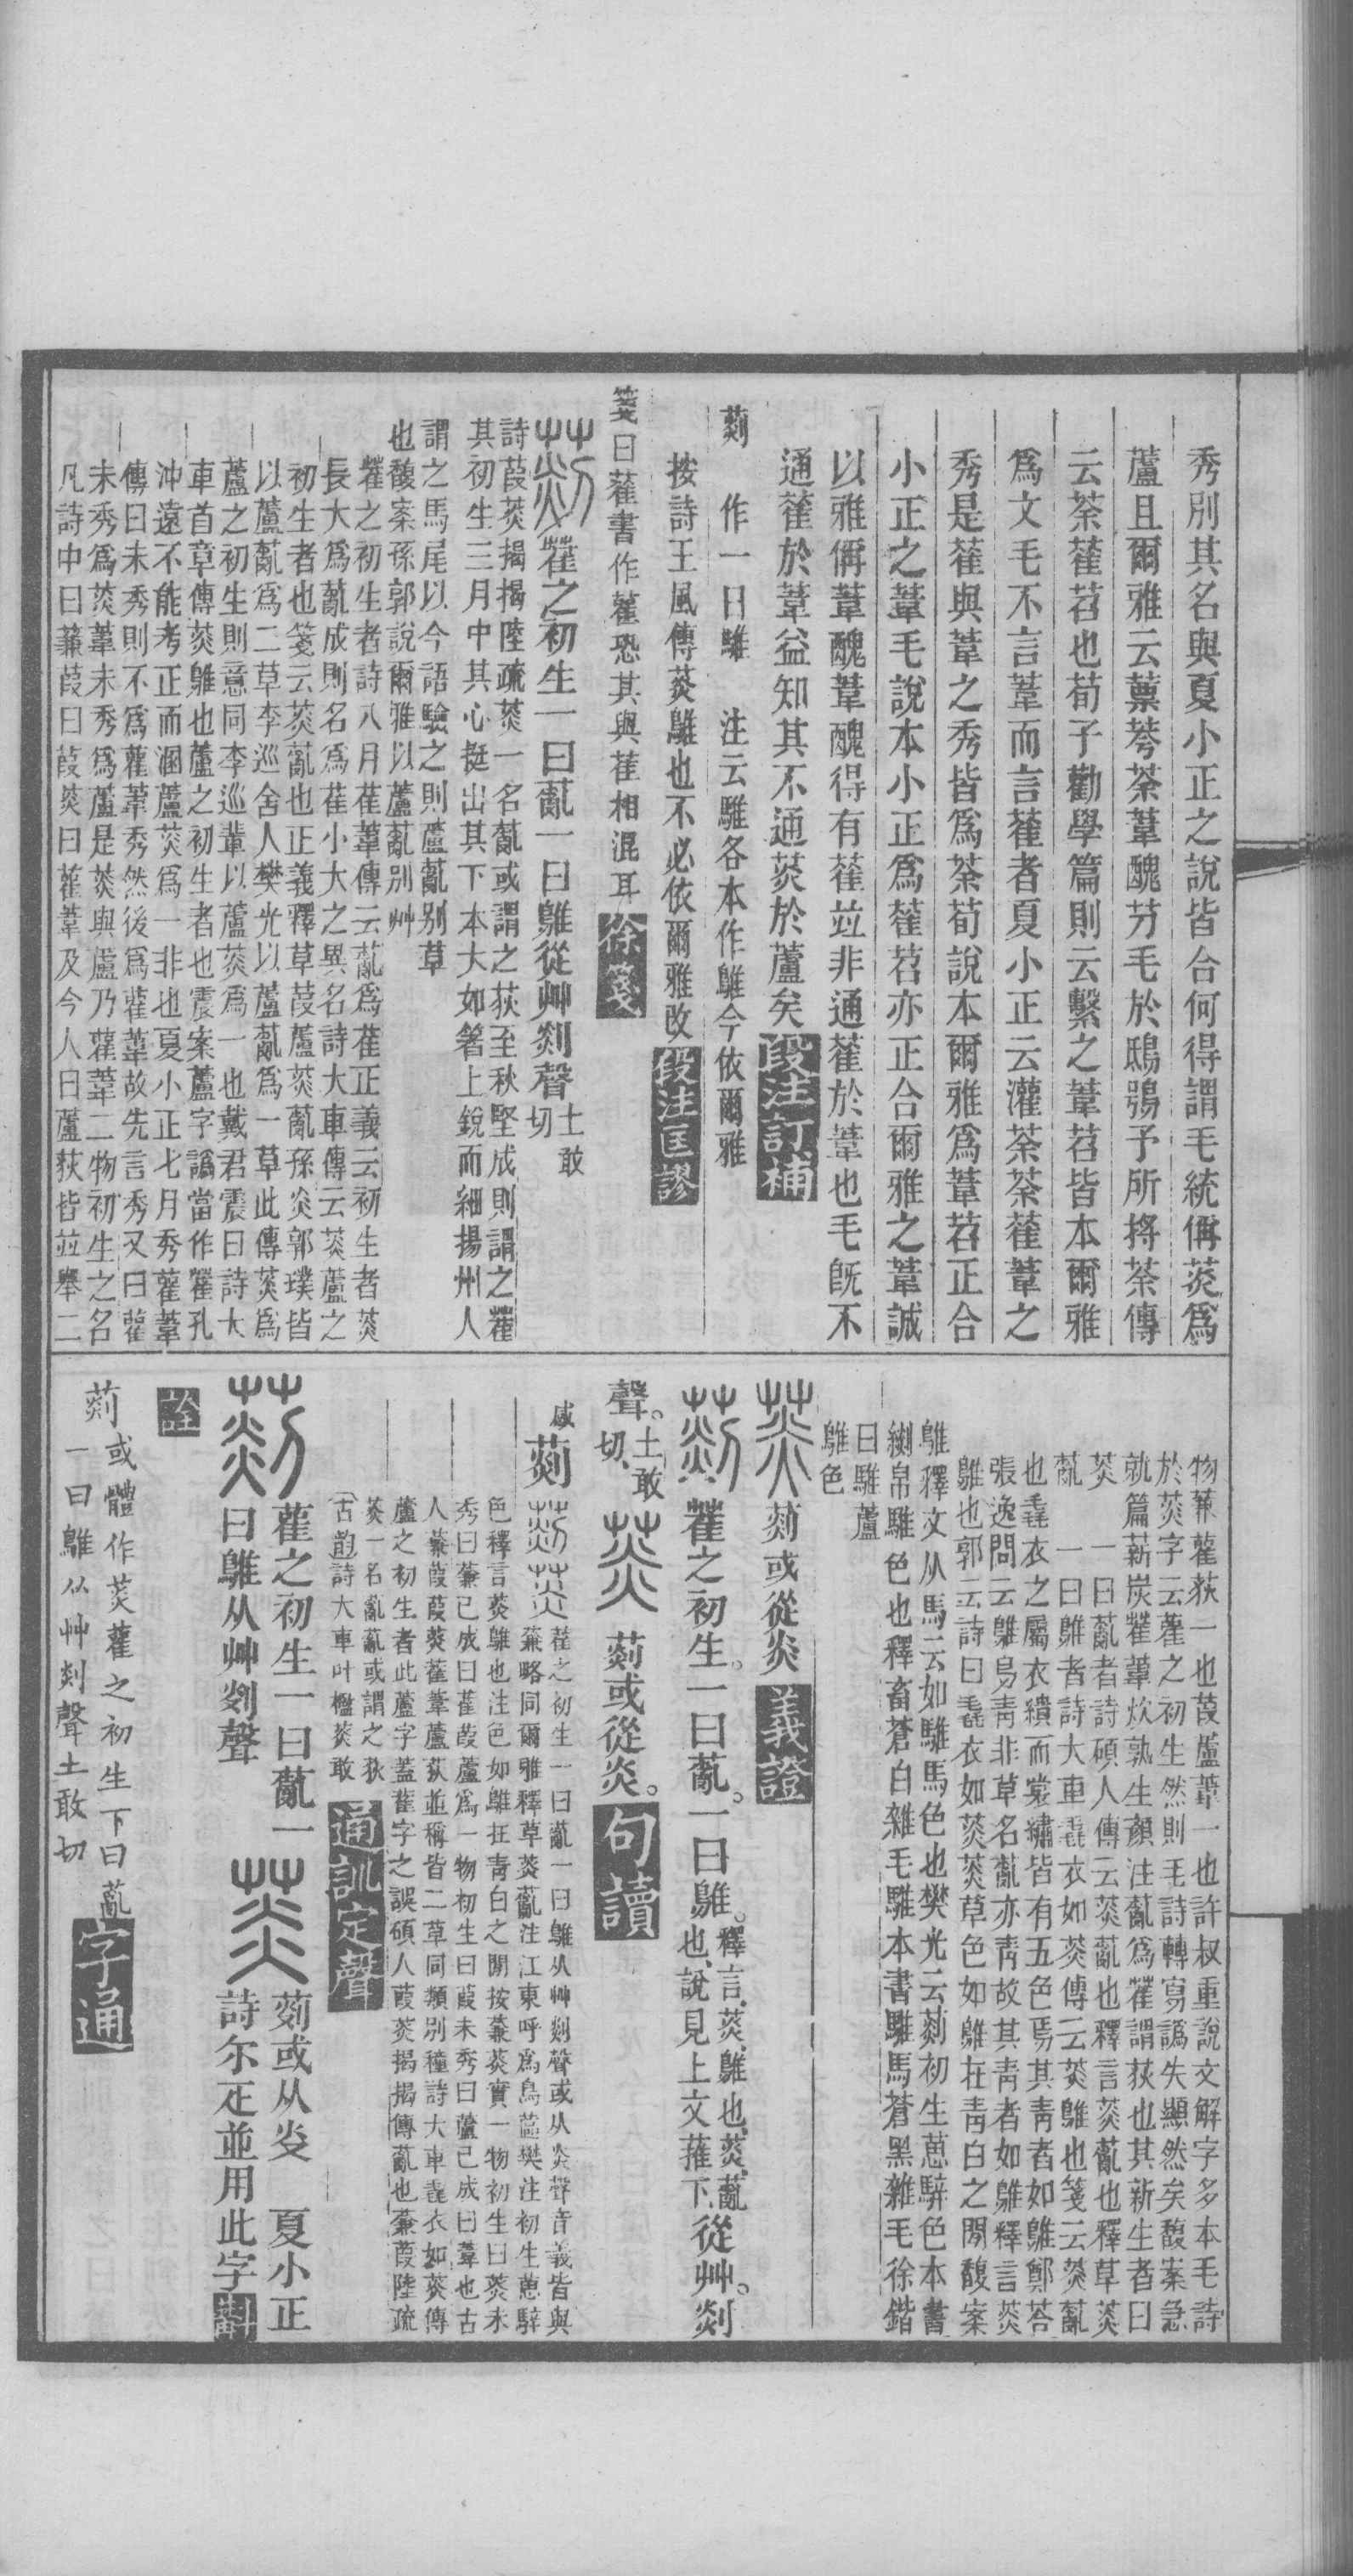 秀別其名與夏小正之說皆合何得謂毛統偁菼爲
蘆且爾雅云蔈荂荼葦醜芀毛於鴟鴞予所捋荼傳
云荼萑苕也荀子勸學篇則云繫之葦苕皆本爾雅
爲文毛不言葦而言萑者夏小正云灌荼荼萑葦之
秀是萑與葦之秀皆爲荼荀說本爾雅爲葦苕正合
小正之葦毛說本小正爲萑苕亦正合爾雅之葦誠
以雅偁葦醜葦醜得有萑竝非通萑於葦也毛旣不
通萑於葦益知其不通菼於蘆矣段注訂補
𦵹 作一曰騅 注云騅各本作鵻今依爾雅
按詩王風傳菼鵻也不必依爾雅改段注匡謬
箋曰萑書作雚恐其與萑相混耳徐箋
𦵹 雚之初生一曰薍一曰鵻從艸剡聲土敢切
詩葭菼揭揭陸疏菼一名薍或謂之荻至秋堅成則謂之雚
其初生三月中其心挺出其下本大如箸上銳而細揚州人
謂之馬尾以今語驗之則蘆薍別草
也馥案孫郭說爾雅以蘆薍別艸
雚之初生者詩八月萑葦傳云薍爲萑正義云初生者菼
長大爲薍成則名爲萑小大之異名詩大車傳云菼蘆之
初生者也箋云菼薍也正義釋草葭蘆菼薍孫炎郭璞皆
以蘆薍爲二草李巡舍人樊光以蘆薍爲一草此傳菼爲
蘆之初生則意同李巡輩以蘆菼爲一也戴君震曰詩大
車首章傳菼鵻也蘆之初生者也震案蘆字譌當作雚孔
沖遠不能考正而溷蘆菼爲一非也夏小正七月秀雚葦
傳曰未秀則不爲雚葦秀然後爲雚葦故先言秀又曰雚
未秀爲菼葦未秀爲蘆是菼與蘆乃雚葦二物初生之名
凡詩中曰蒹葭曰葭菼曰雚葦及今人曰蘆荻皆竝舉二
物蒹雚荻一也葭蘆葦一也許叔重說文解字多本毛詩
於菼字云雚之初生然則毛詩轉寫譌失顯然矣馥案急
就篇薪炭雚葦炊孰生顏注薍爲雚謂荻也其新生者曰
菼 一曰薍者詩碩人傳云菼薍也釋言菼薍也釋草菼
薍 一曰鵻者詩大車毳衣如菼傳云菼鵻也箋云菼薍
也毳衣之屬衣繢而裳繡皆有五色焉其青者如鵻鄭荅
張逸問云鵻鳥青非草名薍亦青故其青者如鵻釋言菼
鵻也郭云詩曰毳衣如菼菼草色如鵻在青白之閒馥案
鵻釋文从馬云如騅馬色也樊光云𦵹初生蔥騂色本書
綟帛騅色也釋畜蒼白雜毛騅本書騅馬蒼黑雜毛徐鍇
曰騅蘆
鵻色
菼 𦵹或從炎義證
𦵹 雚之初生。一曰薍。一曰鵻。釋言、菼、鵻也、菼、薍也、說見上文萑下、從艸。剡
聲。土敢切、菼 𦵹或從炎。句讀
𦵹 萑之初生一曰薍一曰鵻从艸剡聲或从炎聲音義皆與
蒹略同爾雅釋草菼薍注江東呼爲烏蓲樊注初生蔥騂
色釋言菼鵻也注色如鵻在青白之閒按蒹菼實一物初生曰菼未
秀曰蒹已成曰萑葭蘆爲一物初生曰葭未秀曰蘆已成曰葦也古
人蒹葭葭菼萑葦蘆荻並稱皆二草同類別種詩大車毳衣如菼傳
蘆之初生者此蘆字蓋萑字之誤碩人葭菼揭揭傳薍也蒹葭陸疏
菼一名薍薍或謂之荻
古韵詩大車叶檻菼敢 通訓定聲
𦵹 雚之初生一曰薍一 菼 𦵹或从炎 夏小正
曰鵻从艸剡聲 詩尒疋並用此字斠
詮
𦵹或體作菼雚之初生下曰薍
一曰鵻从艸剡聲土敢切字通